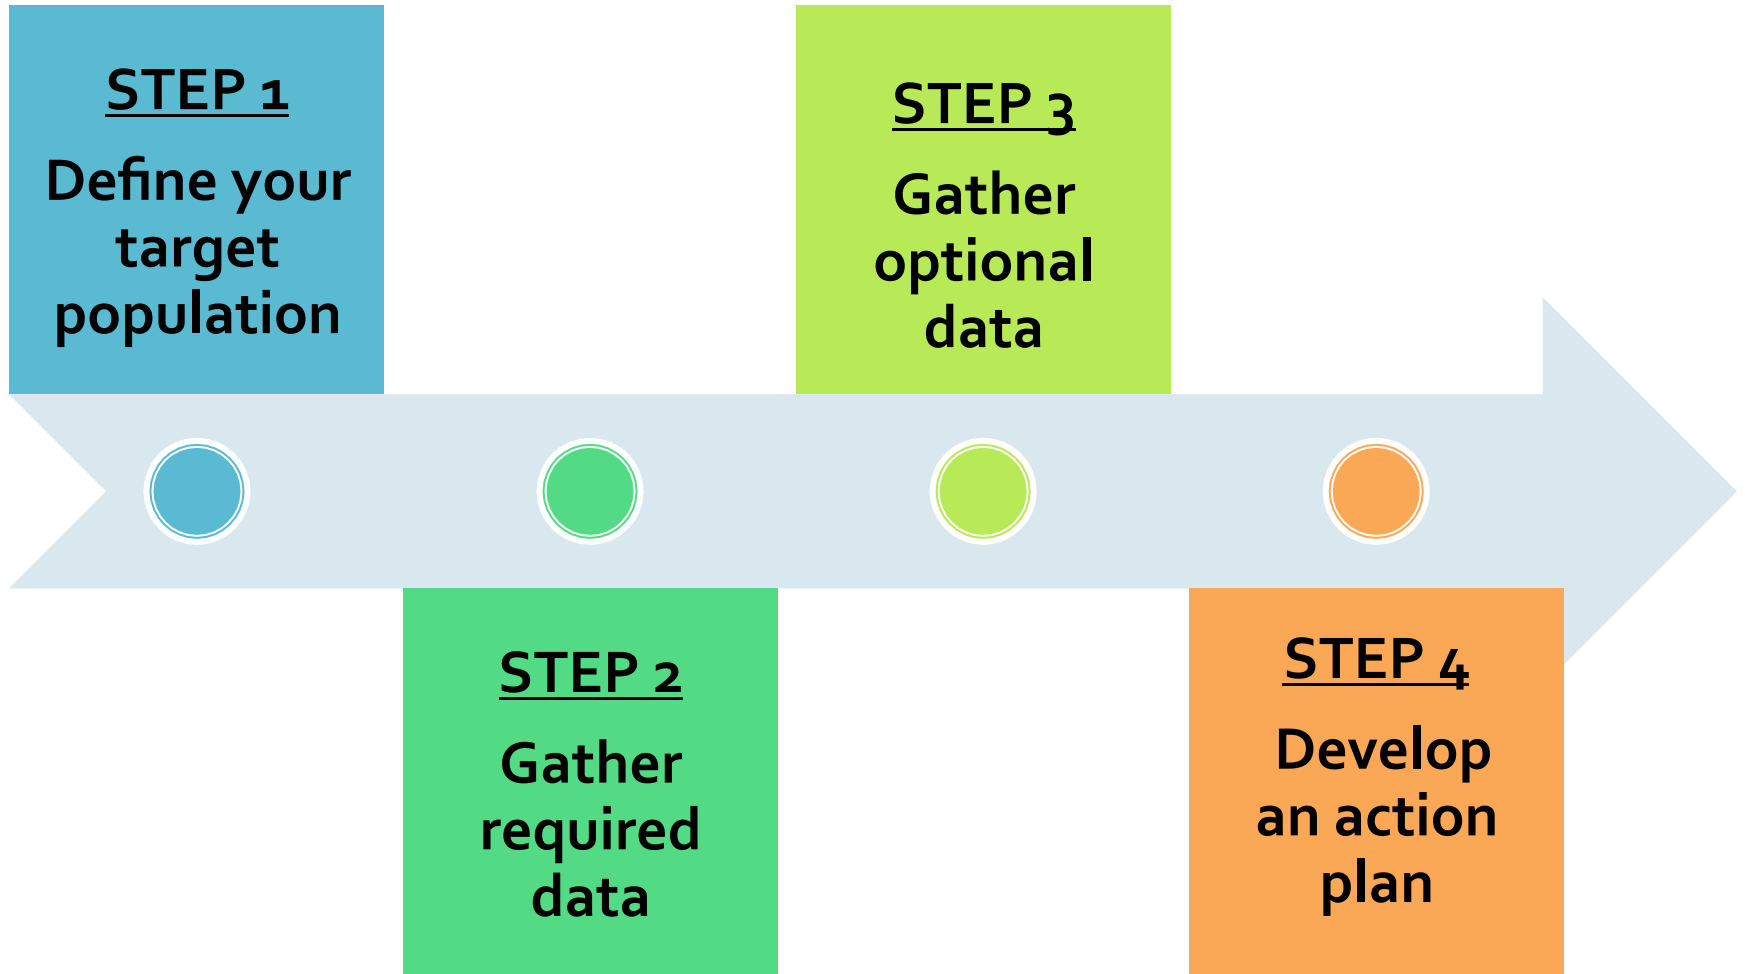 STEP 1
Define your
target
population
STEP 2
Gather
required
data
STEP 3
Gather
optional
data
STEP 4
Develop
an action
plan